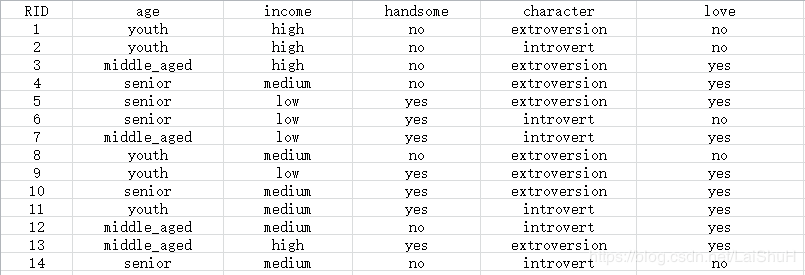 RID age income handsome character love
1 youth high no extroversion no
2 youth high no introvert no
3 middle_aged high no extroversion yes
4 senior medium no extroversion yes
5 senior low yes extroversion yes
6 senior low yes introvert no
7 middle_aged low yes introvert yes
8 youth medium no extroversion no
9 youth low yes extroversion yes
10 senior medium yes extroversion yes
11 youth medium yes introvert yes
12 middle_aged medium no introvert yes
13 middle_aged high yes extroversion yes
14 senior medium no introvert no
https://blog.csdn.net/LaiShuH